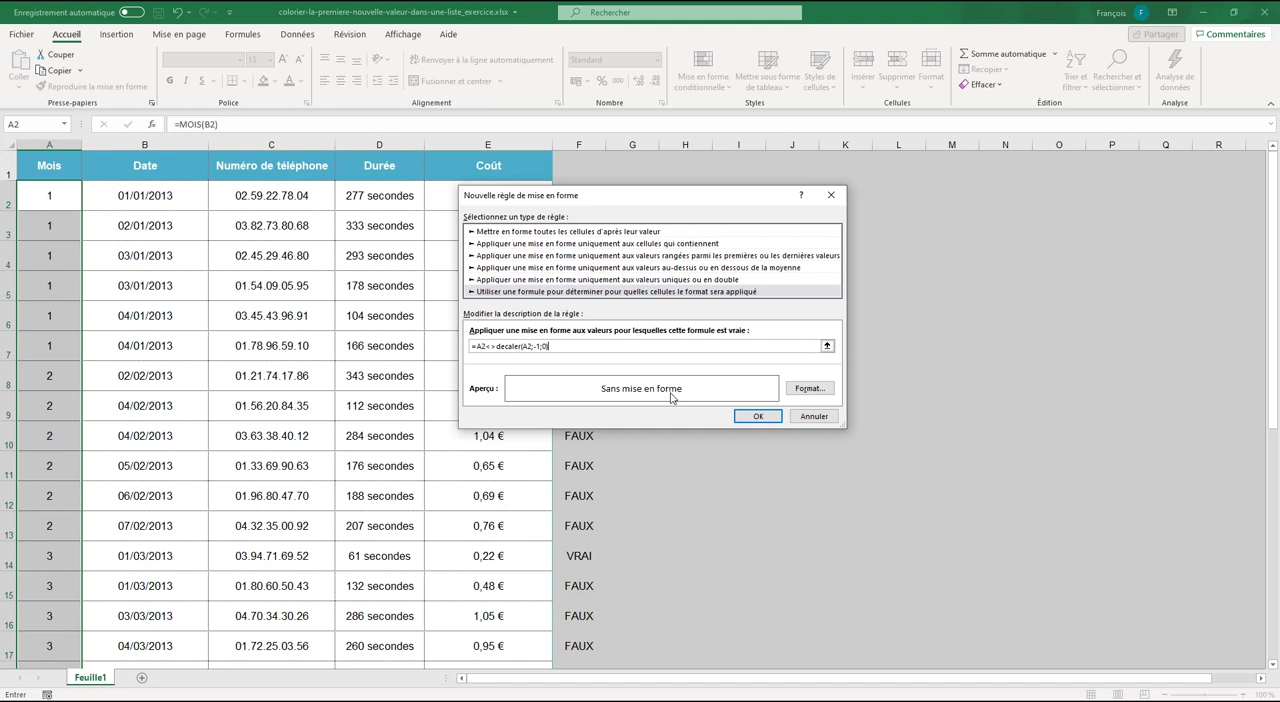 Enregistrement automatique
colorier-la-premiere-nouvelle-valeur-dans-une-liste_exercice.xlsx
Rechercher
François F
Fichier Accueil Insertion Mise en page Formules Données Révision Affichage Aide
Partager Commentaires
Coller
Couper
Copier
Reproduire la mise en forme
Presse-papiers
13 A A
G I S
Police
Renvoyer à la ligne automatiquement
Fusionner et centrer
Alignement
Standard
% 000
Nombre
Mise en forme conditionnelle
Mettre sous forme de tableau
Styles de cellules
Styles
Insérer Supprimer Format
Cellules
Somme automatique
Recopier
Effacer
Trier et filtrer
Rechercher et sélectionner
Édition
Analyse de données
Analyse
A2 fx =MOIS(B2)
A B C D E F G H I J K L M N O P Q R
1 Mois Date Numéro de téléphone Durée Coût
2 1 01/01/2013 02.59.22.78.04 277 secondes
3 1 02/01/2013 03.82.73.80.68 333 secondes
4 1 03/01/2013 02.45.29.46.80 293 secondes
5 1 03/01/2013 01.54.09.05.95 178 secondes
6 1 04/01/2013 03.45.43.96.91 104 secondes
7 1 04/01/2013 01.78.96.59.10 166 secondes
8 2 02/02/2013 01.21.74.17.86 343 secondes
9 2 04/02/2013 01.56.20.84.35 112 secondes
10 2 04/02/2013 03.63.38.40.12 284 secondes 1,04 € FAUX
11 2 05/02/2013 01.33.69.90.63 176 secondes 0,65 € FAUX
12 2 06/02/2013 01.96.80.47.70 188 secondes 0,69 € FAUX
13 2 07/02/2013 04.32.35.00.92 207 secondes 0,76 € FAUX
14 3 01/03/2013 03.94.71.69.52 61 secondes 0,22 € VRAI
15 3 01/03/2013 01.80.60.50.43 132 secondes 0,48 € FAUX
16 3 03/03/2013 04.70.34.30.26 286 secondes 1,05 € FAUX
17 3 04/03/2013 01.72.25.03.56 260 secondes 0,95 € FAUX
Nouvelle règle de mise en forme ?
Sélectionnez un type de règle :
► Mettre en forme toutes les cellules d'après leur valeur
► Appliquer une mise en forme uniquement aux cellules qui contiennent
► Appliquer une mise en forme uniquement aux valeurs rangées parmi les premières ou les dernières valeurs
► Appliquer une mise en forme uniquement aux valeurs au-dessus ou en dessous de la moyenne
► Appliquer une mise en forme uniquement aux valeurs uniques ou en double
► Utiliser une formule pour déterminer pour quelles cellules le format sera appliqué
Modifier la description de la règle :
Appliquer une mise en forme aux valeurs pour lesquelles cette formule est vraie :
=A2<>decaler(A2;-1;0)
Aperçu : Sans mise en forme Format...
OK Annuler
Feuille1
Entrer
100 %